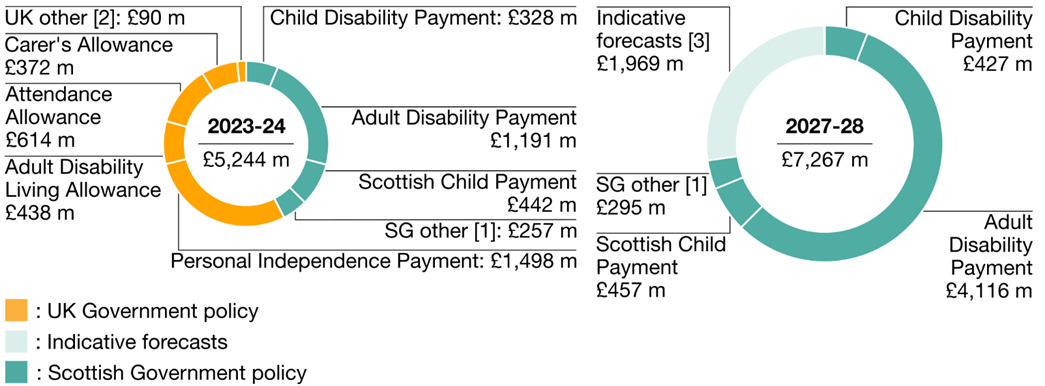 UK other [2]: £90 m
Carer's Allowance
£372 m
Attendance
Allowance
£614 m
Adult Disability
Living Allowance
£438 m
2023-24
£5,244 m
Child Disability Payment: £328 m
Adult Disability Payment
£1,191 m
Scottish Child Payment
£442 m
SG other [1]: £257 m
Personal Independence Payment: £1,498 m
Indicative
forecasts [3]
£1,969 m
SG other [1]
£295 m
Scottish Child
Payment
£457 m
2027-28
£7,267 m
Child Disability
Payment
£427 m
Adult
Disability
Payment
£4,116 m
: UK Government policy
: Indicative forecasts
: Scottish Government policy